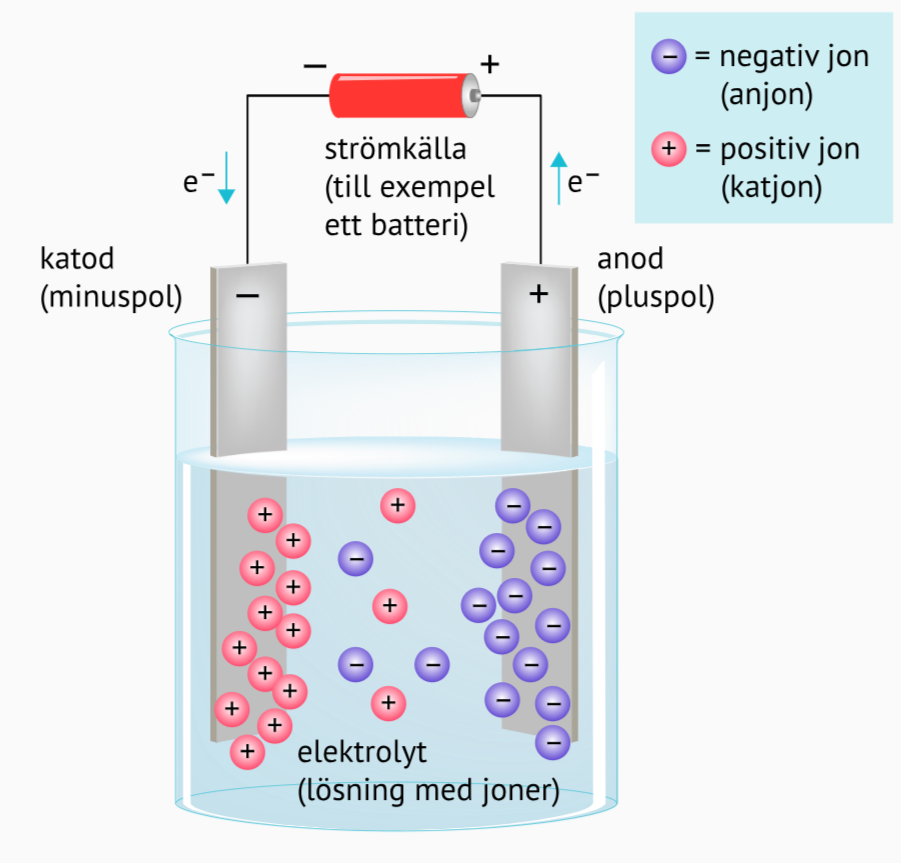 − +
= negativ jon
(anjon)
= positiv jon
(katjon)
strömkälla
(till exempel
ett batteri)
e⁻
e⁻
katod
(minuspol)
−
anod
(pluspol)
+
elektrolyt
(lösning med joner)